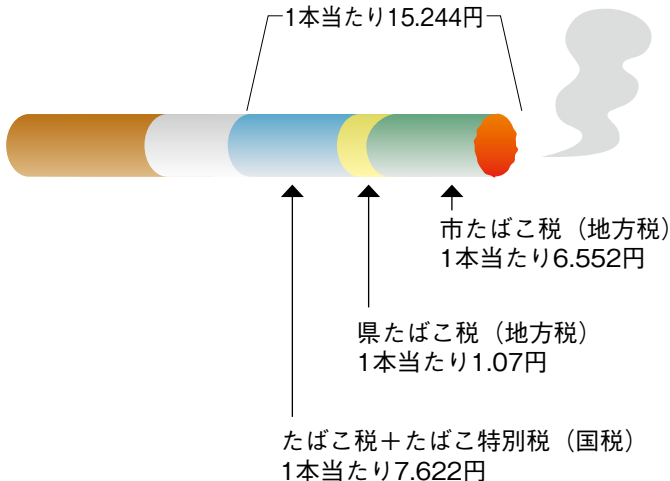 1本当たり15.244円
市たばこ税（地方税）
1本当たり6.552円
県たばこ税（地方税）
1本当たり1.07円
たばこ税＋たばこ特別税（国税）
1本当たり7.622円